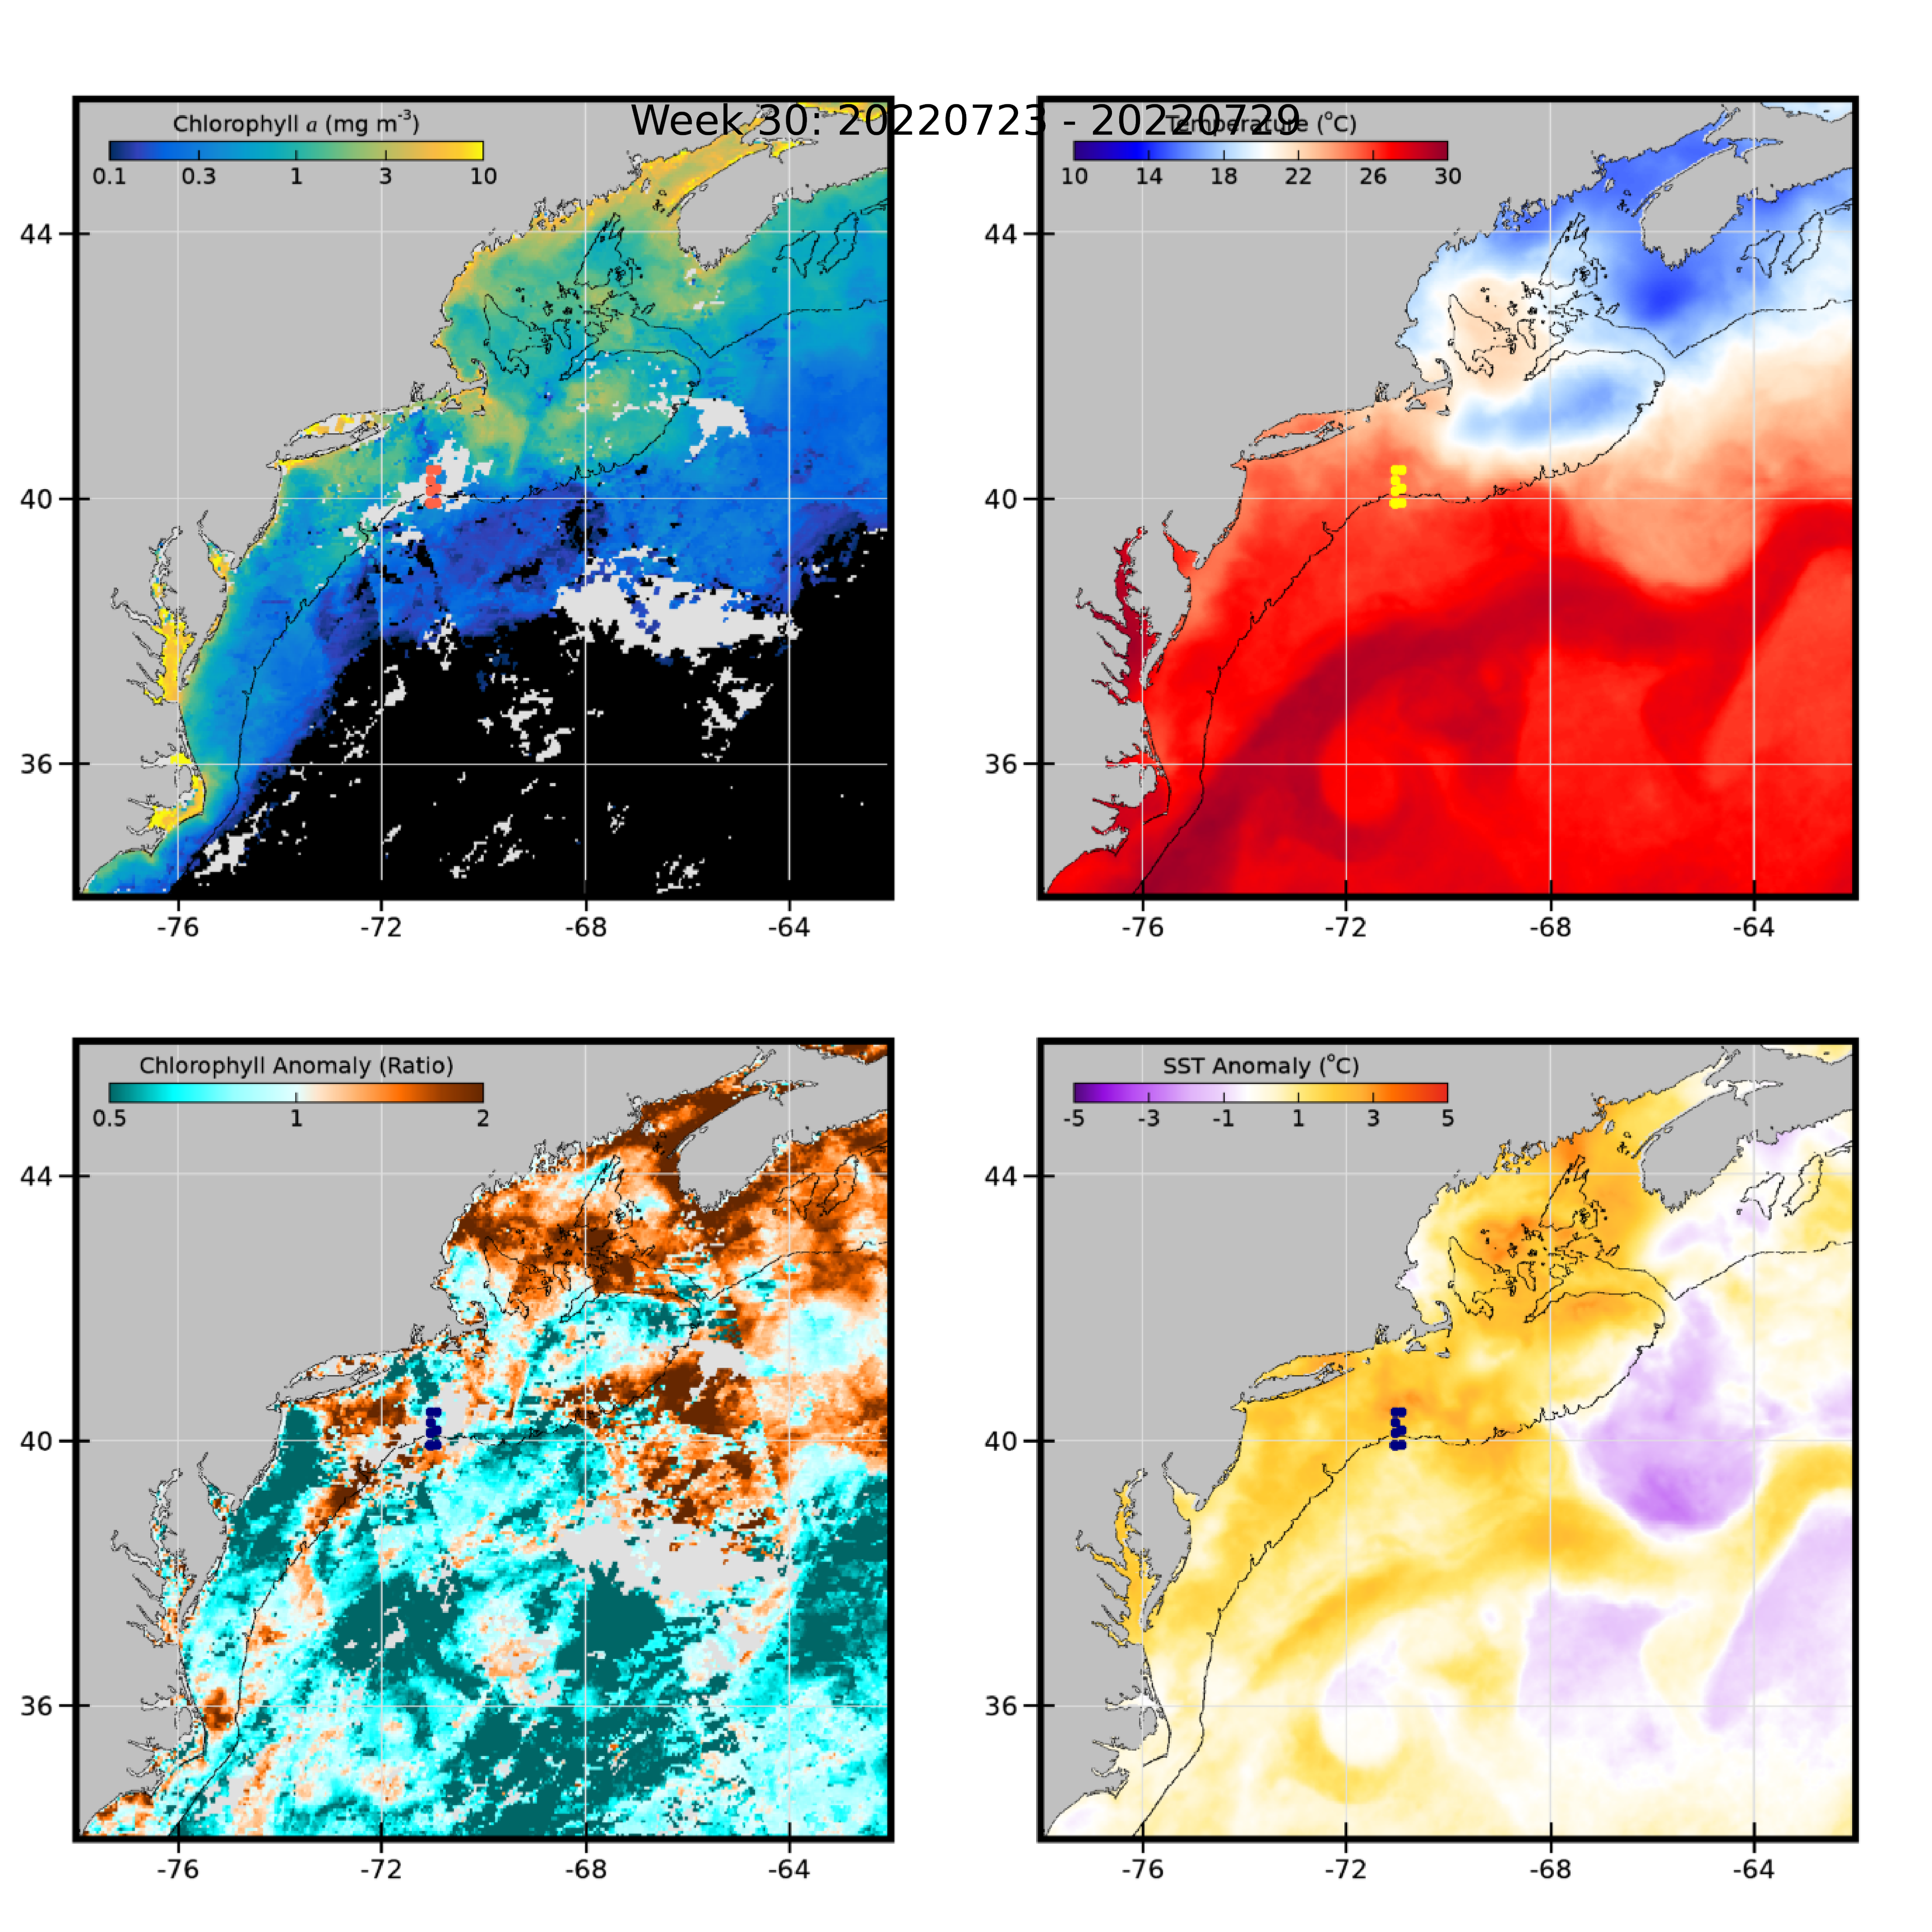 Week 30: 20220723 - 20220729
Chlorophyll a (mg m-3)
0.1 0.3 1 3 10
44
40
36
-76 -72 -68 -64
Temperature (oC)
10 14 18 22 26 30
44
40
36
-76 -72 -68 -64
Chlorophyll Anomaly (Ratio)
0.5 1 2
44
40
36
-76 -72 -68 -64
SST Anomaly (oC)
-5 -3 -1 1 3 5
44
40
36
-76 -72 -68 -64